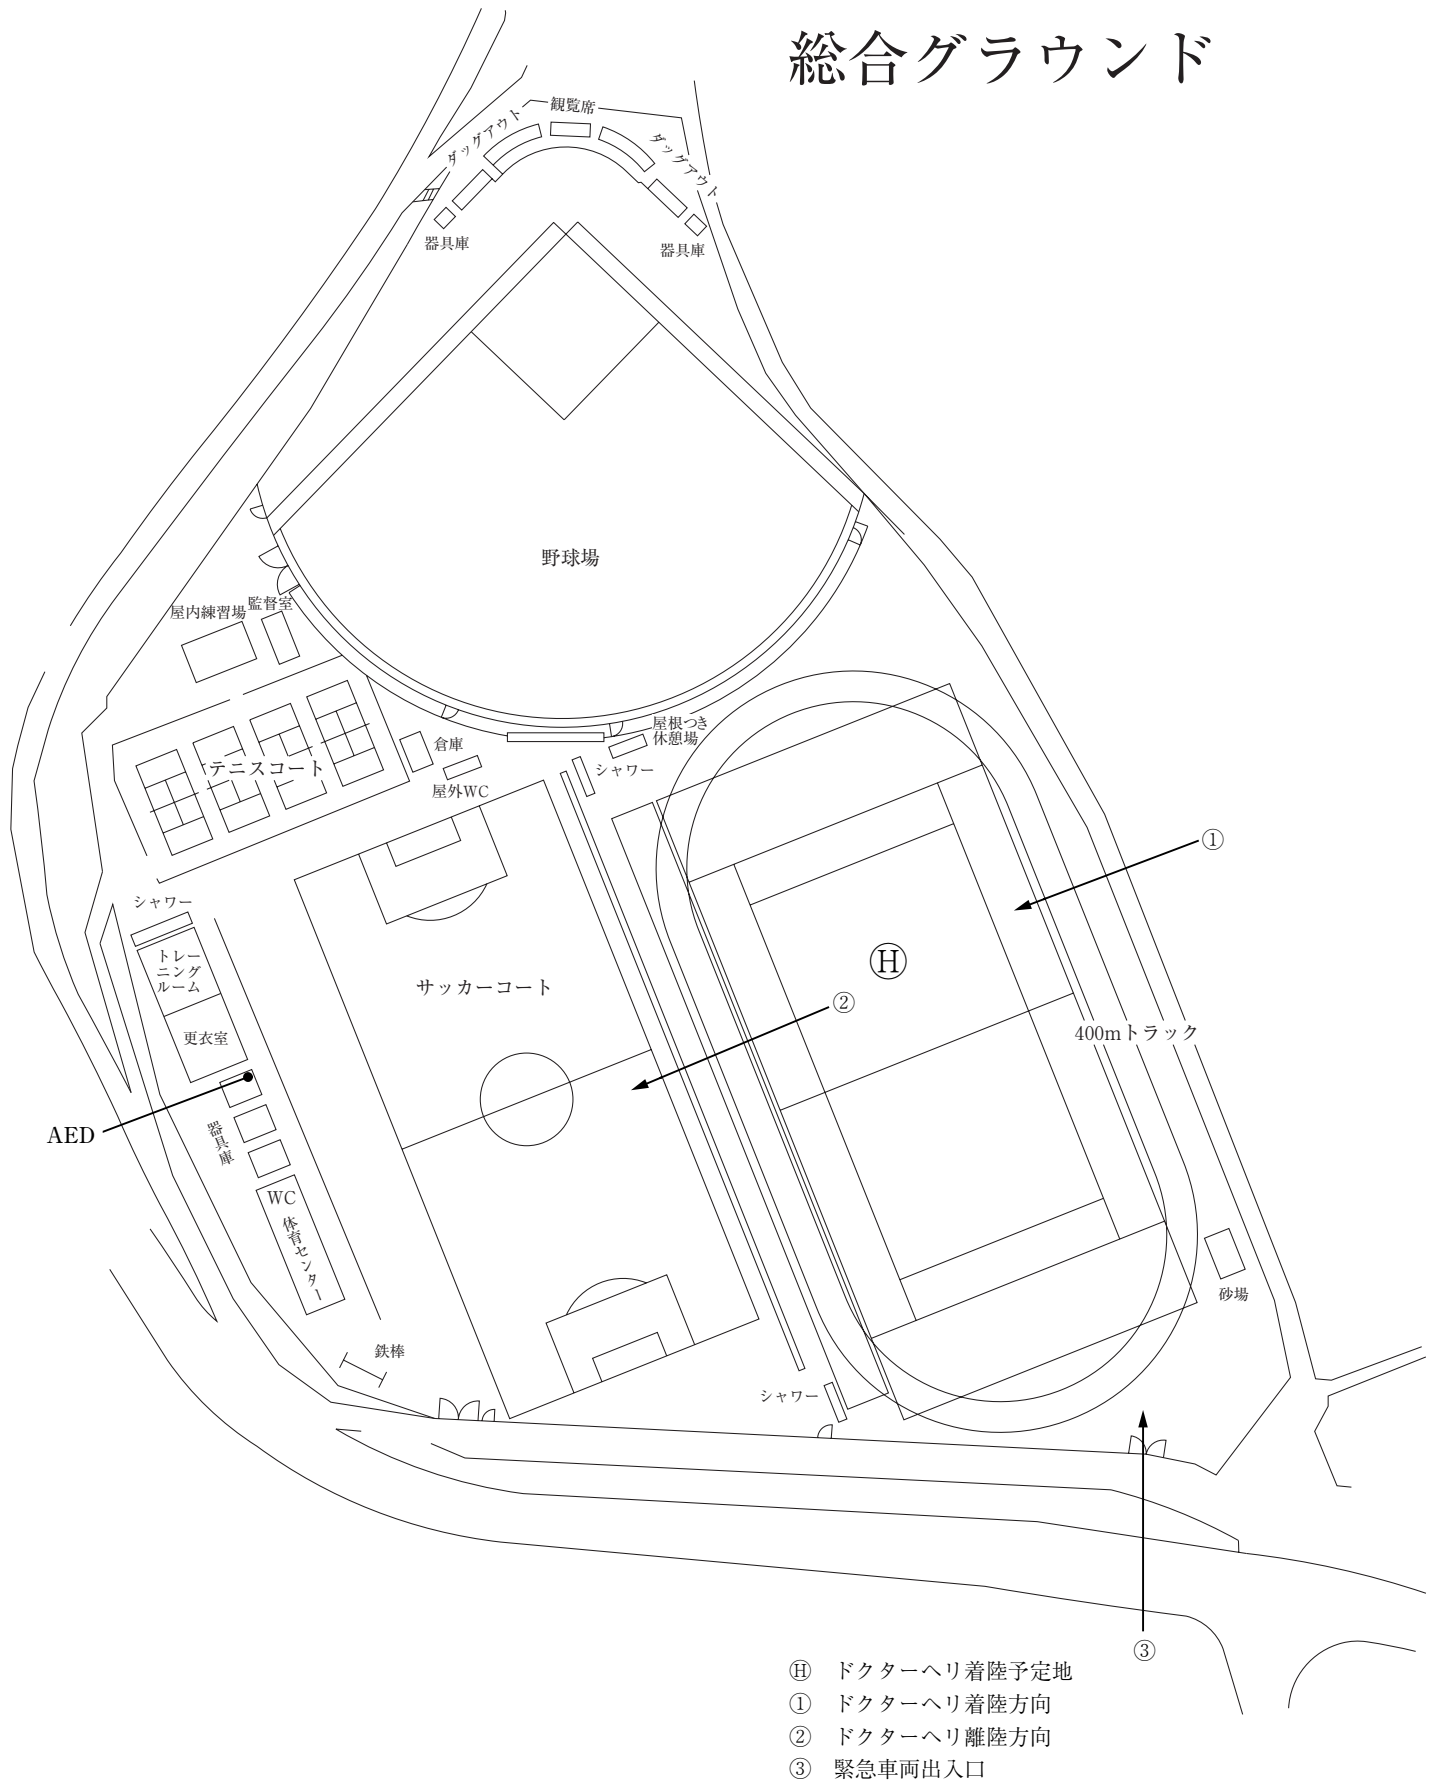 総合グラウンド
観覧席
ダッグアウト
ダッグアウト
器具庫
器具庫
野球場
監督室
屋内練習場
屋根つき
休憩場
倉庫
テニスコート
シャワー
屋外WC
①
シャワー
トレー
ニング
ルーム
Ⓗ
サッカーコート
②
400mトラック
更衣室
AED
器具庫
WC
体育センター
砂場
鉄棒
シャワー
③
Ⓗ ドクターヘリ着陸予定地
① ドクターヘリ着陸方向
② ドクターヘリ離陸方向
③ 緊急車両出入口